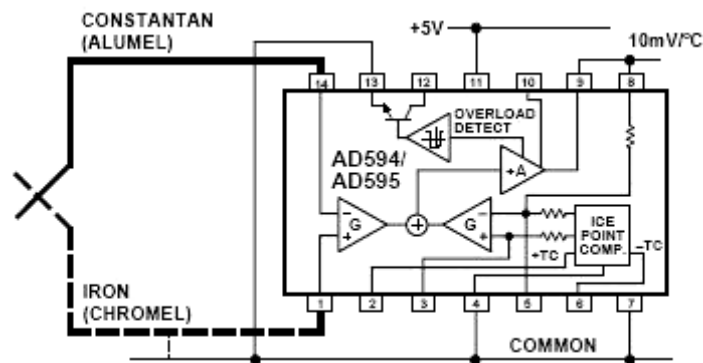 CONSTANTAN
(ALUMEL)
+5V
10mV/°C
14 13 12 11 10 9 8
OVERLOAD
DETECT
AD594/
AD595
+A
G
G
ICE
POINT
COMP.
+TC
–TC
IRON
(CHROMEL)
1 2 3 4 5 6 7
COMMON